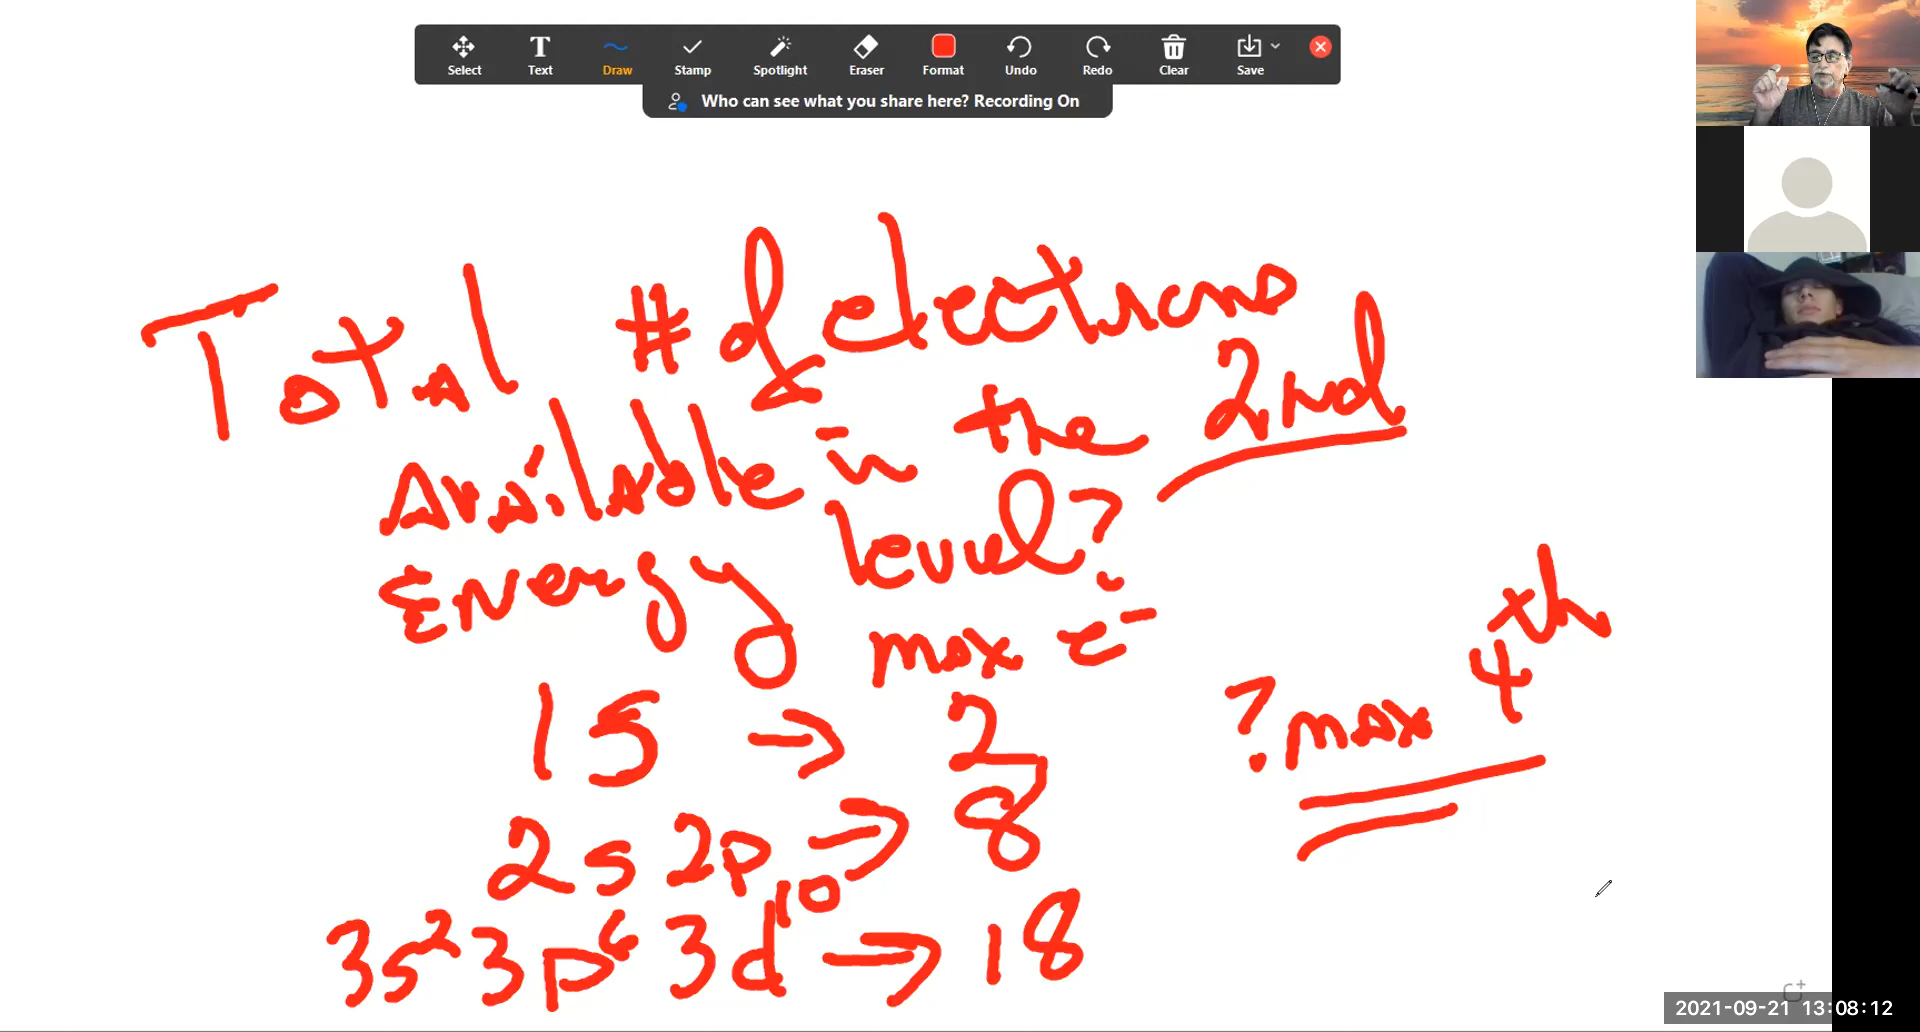 Select Text Draw Stamp Spotlight Eraser Format Undo Redo Clear Save
Who can see what you share here? Recording On
Total # of electrons
Available in the 2nd
Energy level?
max e-
1s → 2
2s 2p → 8
3s2 3p6 3d10 → 18
? max 4th
2021-09-21 13:08:12